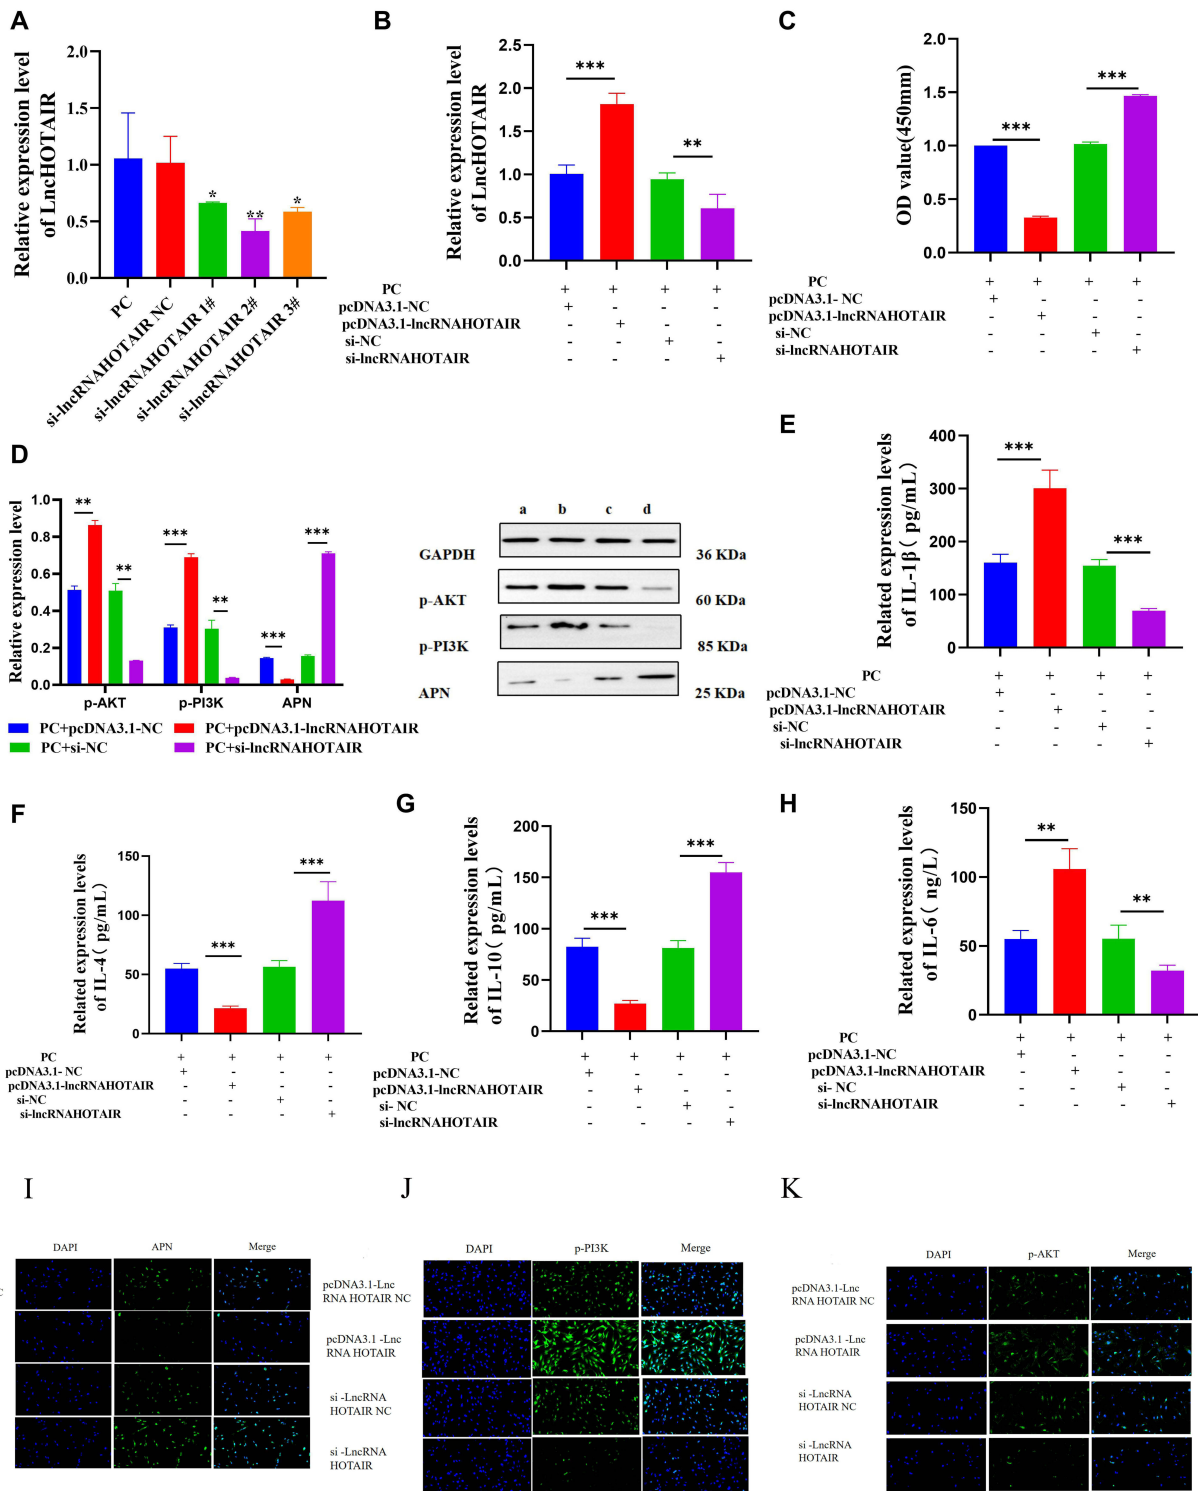 A
Relative expression level
of LncHOTAIR
2.0
1.5
1.0
0.5
0.0
*
**
*
PC
si-lncRNAHOTAIR NC
si-lncRNAHOTAIR 1#
si-lncRNAHOTAIR 2#
si-lncRNAHOTAIR 3#
B
Relative expression level
of LncHOTAIR
2.5
2.0
1.5
1.0
0.5
0.0
***
**
PC + + + +
pcDNA3.1-NC + - - -
pcDNA3.1-lncRNAHOTAIR - + - -
si-NC - - + -
si-lncRNAHOTAIR - - - +
C
OD value(450mm)
2.0
1.5
1.0
0.5
0.0
***
***
PC + + + +
pcDNA3.1- NC + - - -
pcDNA3.1-lncRNAHOTAIR - + - -
si-NC - - + -
si-lncRNAHOTAIR - - - +
D
Relative expression level
1.0
0.8
0.6
0.4
0.2
0.0
**
**
***
**
***
***
p-AKT p-PI3K APN
PC+pcDNA3.1-NC PC+pcDNA3.1-lncRNAHOTAIR
PC+si-NC PC+si-lncRNAHOTAIR
a b c d
GAPDH 36 KDa
p-AKT 60 KDa
p-PI3K 85 KDa
APN 25 KDa
E
Related expression levels
of IL-1β( pg/mL)
400
300
200
100
0
***
***
PC + + + +
pcDNA3.1-NC + - - -
pcDNA3.1-lncRNAHOTAIR - + - -
si-NC - - + -
si-lncRNAHOTAIR - - - +
F
Related expression levels
of IL-4( pg/mL)
150
100
50
0
***
***
PC + + + +
pcDNA3.1- NC + - - -
pcDNA3.1-lncRNAHOTAIR - + - -
si-NC - - + -
si-lncRNAHOTAIR - - - +
G
Related expression levels
of IL-10( pg/mL)
200
150
100
50
0
***
***
PC + + + +
pcDNA3.1-NC + - - -
pcDNA3.1-lncRNAHOTAIR - + - -
si- NC - - + -
si-lncRNAHOTAIR - - - +
H
Related expression levels
of IL-6( ng/L)
150
100
50
0
**
**
PC + + + +
pcDNA3.1-NC + - - -
pcDNA3.1-lncRNAHOTAIR - + - -
si- NC - - + -
si-lncRNAHOTAIR - - - +
I
DAPI APN Merge
C
J
DAPI p-PI3K Merge
pcDNA3.1-Lnc
RNA HOTAIR NC
pcDNA3.1 -Lnc
RNA HOTAIR
si -LncRNA
HOTAIR NC
si -LncRNA
HOTAIR
K
DAPI p-AKT Merge
pcDNA3.1-Lnc
RNA HOTAIR NC
pcDNA3.1 -Lnc
RNA HOTAIR
si -LncRNA
HOTAIR NC
si -LncRNA
HOTAIR